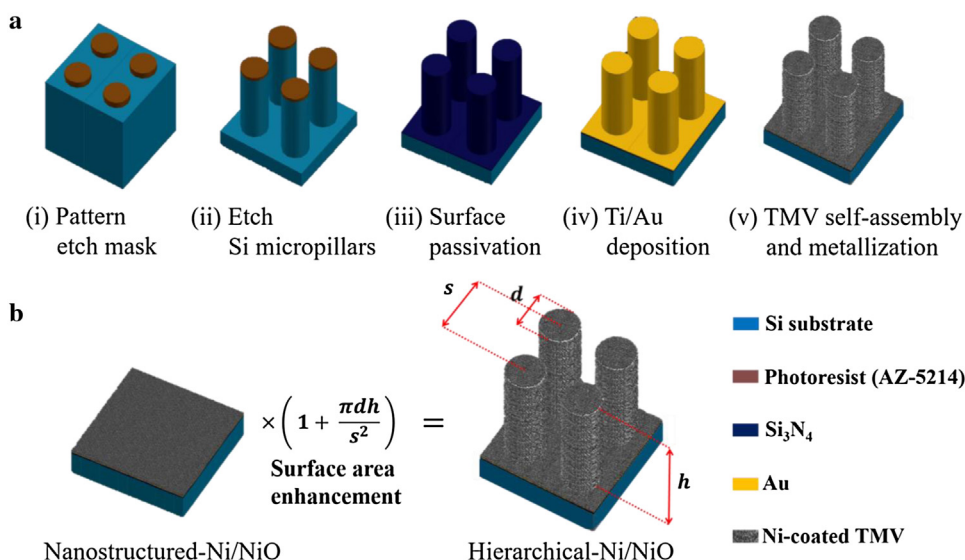 a
(i) Pattern
etch mask
(ii) Etch
Si micropillars
(iii) Surface
passivation
(iv) Ti/Au
deposition
(v) TMV self-assembly
and metallization
b
× (1 + πdh/s²) =
Surface area
enhancement
Nanostructured-Ni/NiO
s
d
h
Hierarchical-Ni/NiO
Si substrate
Photoresist (AZ-5214)
Si₃N₄
Au
Ni-coated TMV